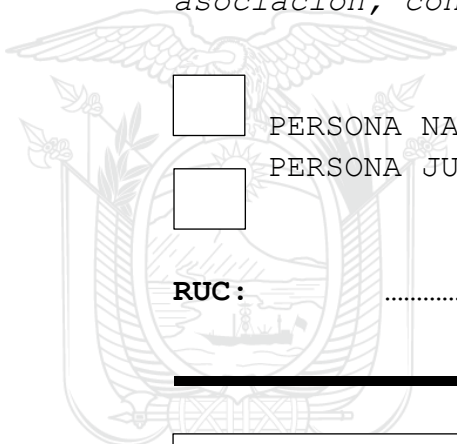 asociación, con
PERSONA NA
PERSONA JU
RUC: ……………